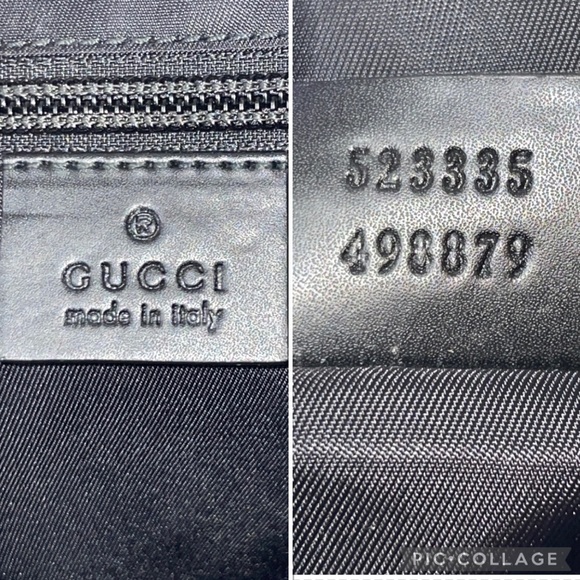 ®
GUCCI
made in italy
523335
498879
PIC•COLLAGE